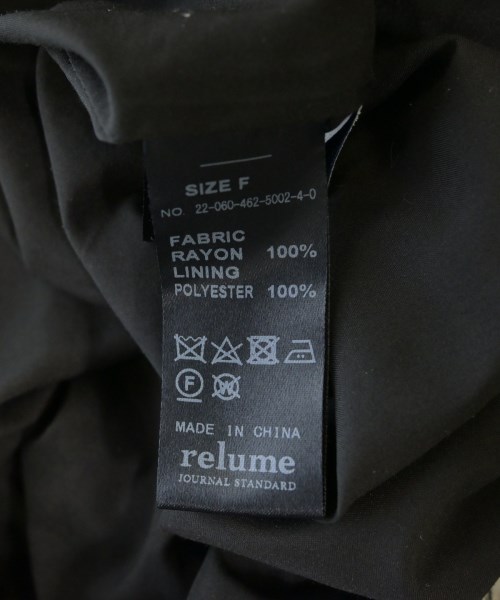 SIZE F
NO. 22-060-462-5002-4-0
FABRIC
RAYON 100%
LINING
POLYESTER 100%
F W
MADE IN CHINA
relume
JOURNAL STANDARD